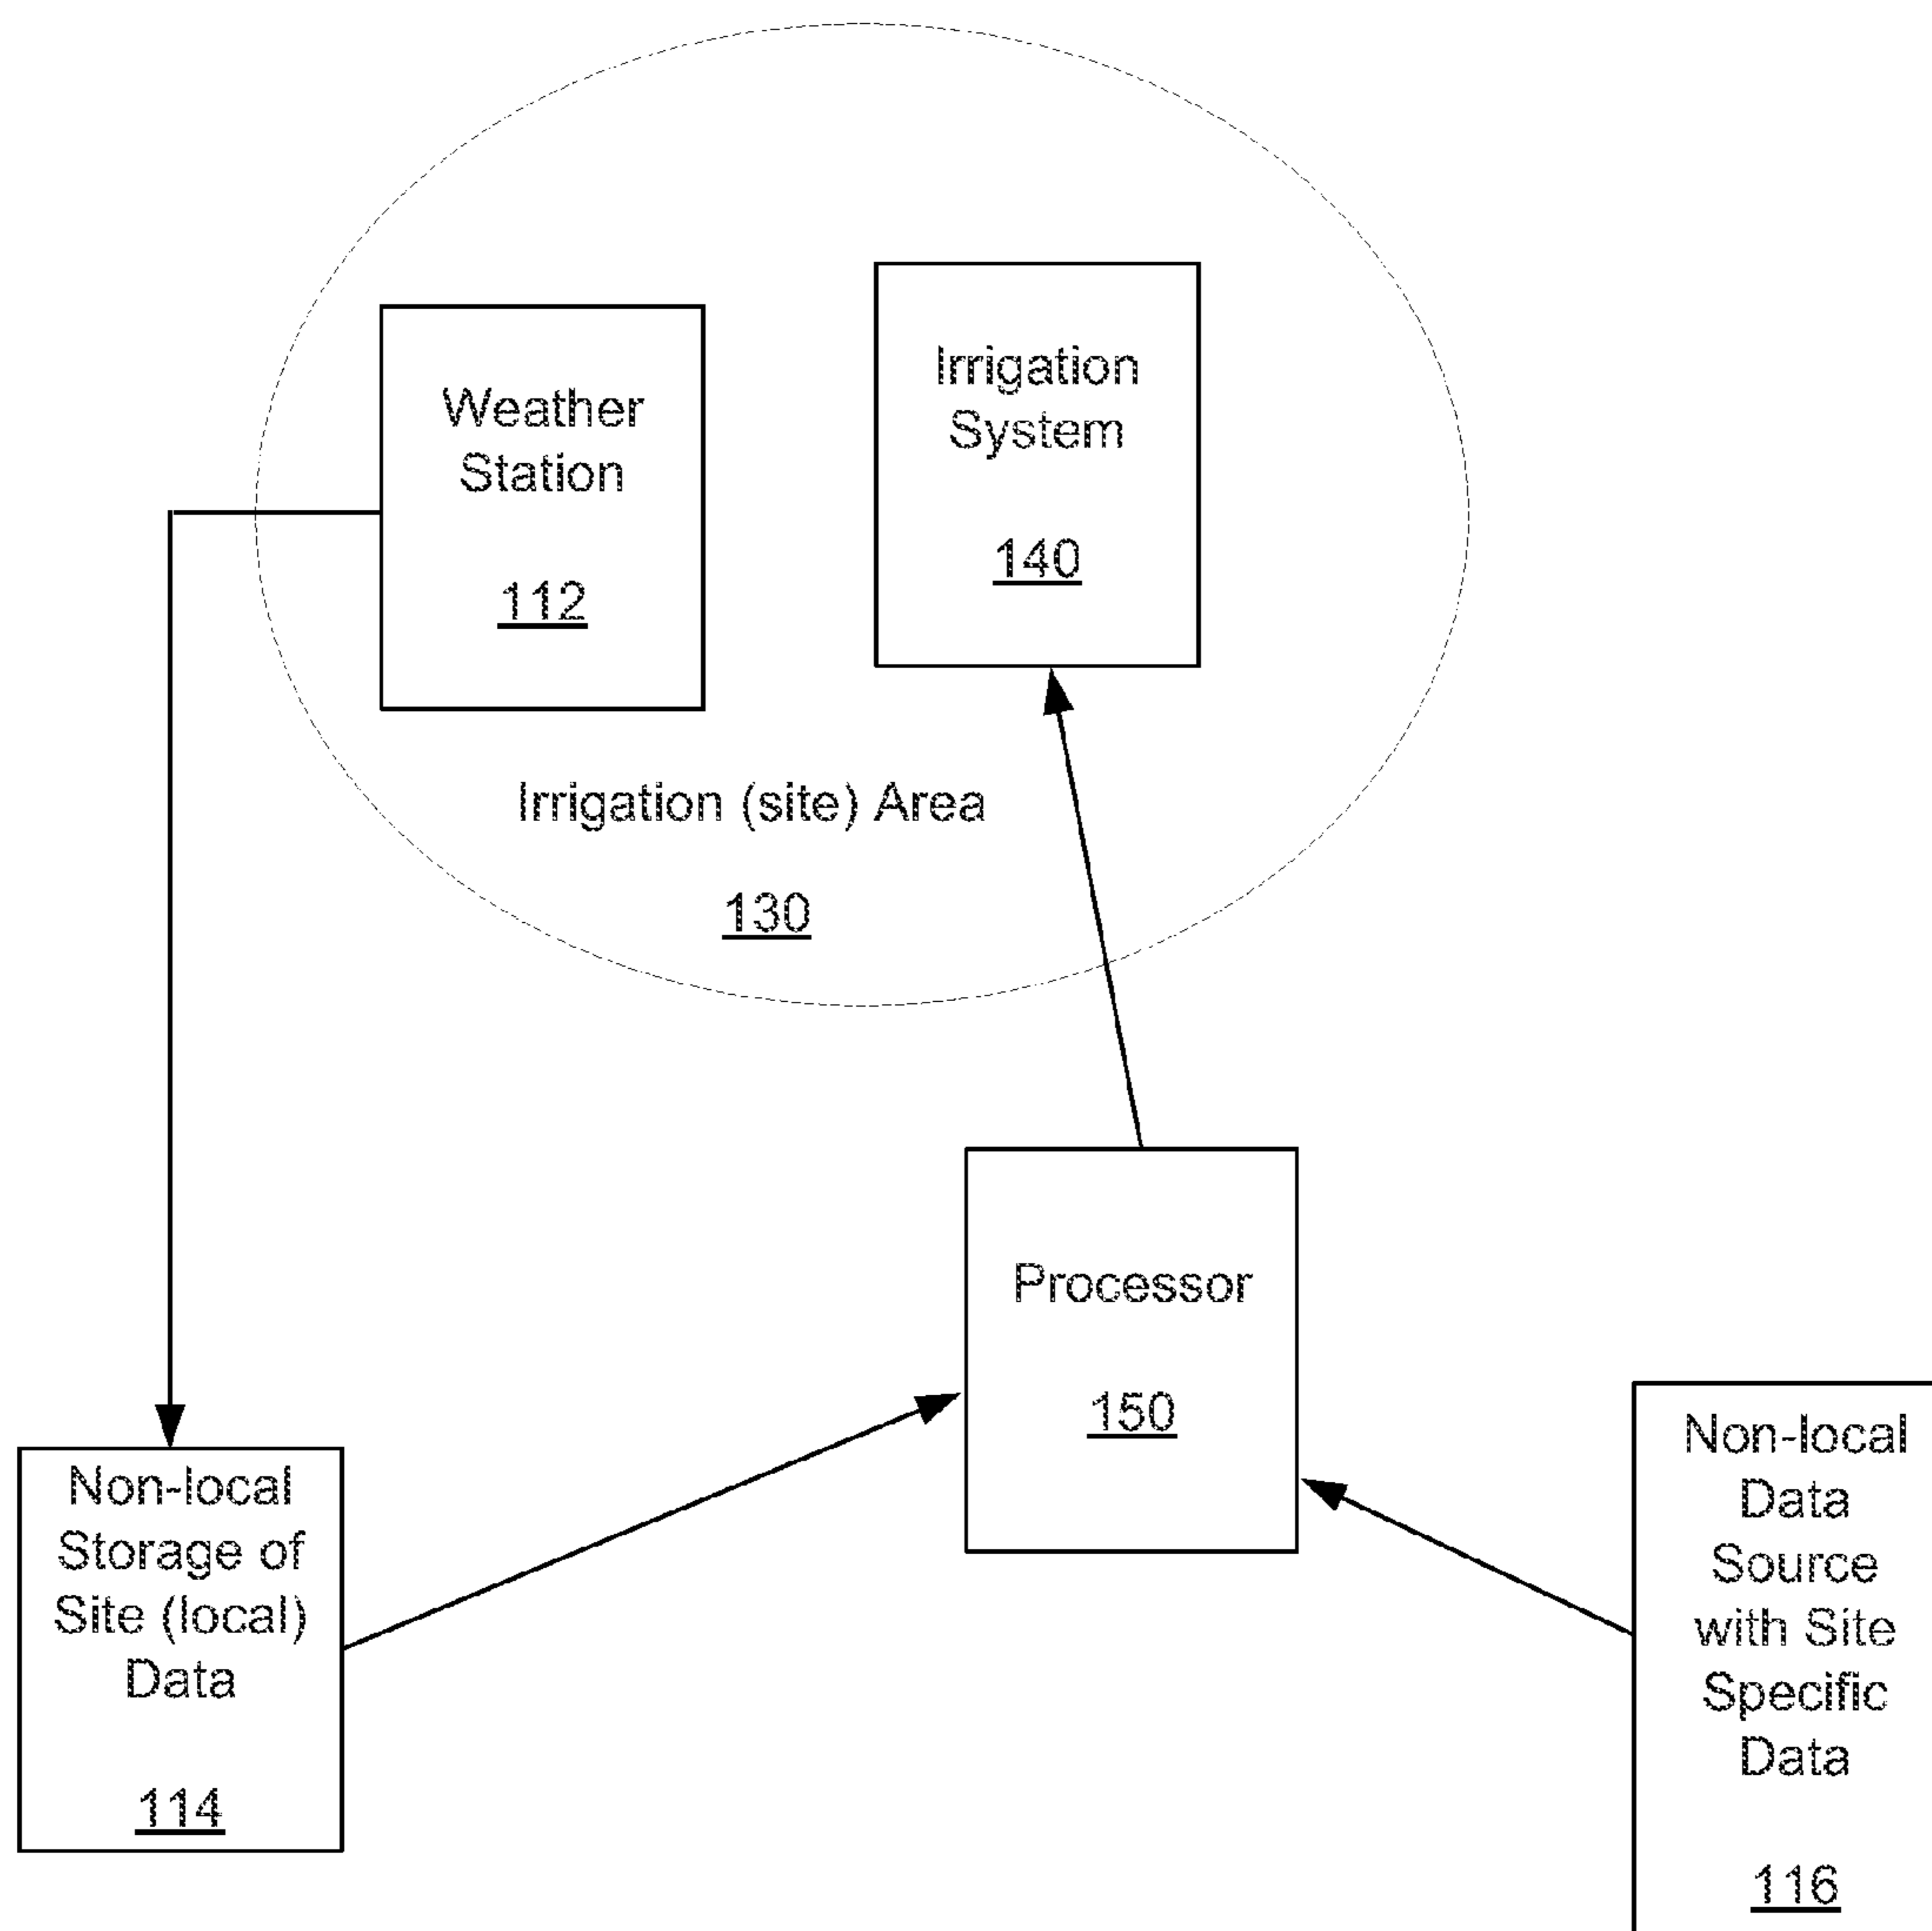 Weather
Station
112
Irrigation
System
140
Irrigation (site) Area
130
Processor
150
Non-local
Storage of
Site (local)
Data
114
Non-local
Data
Source
with Site
Specific
Data
116